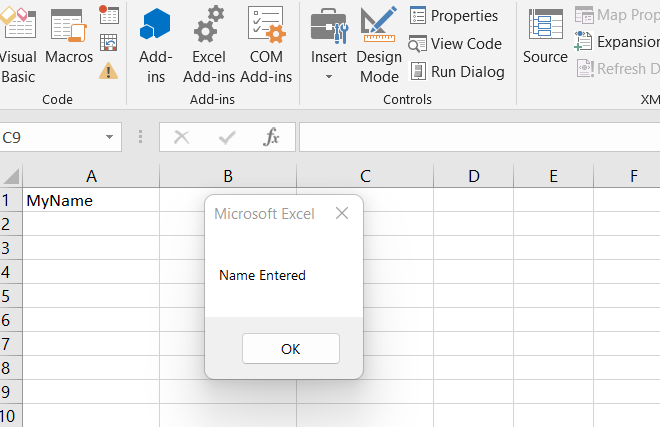 Visual Basic
Macros
Add-ins
Excel Add-ins
COM Add-ins
Insert
Design Mode
Properties
View Code
Run Dialog
Source
Map Prop
Expansion
Refresh D
Code
Add-ins
Controls
XM
C9
fx
A B C D E F
1 MyName
2
3
4
5
6
7
8
9
10
Microsoft Excel
Name Entered
OK